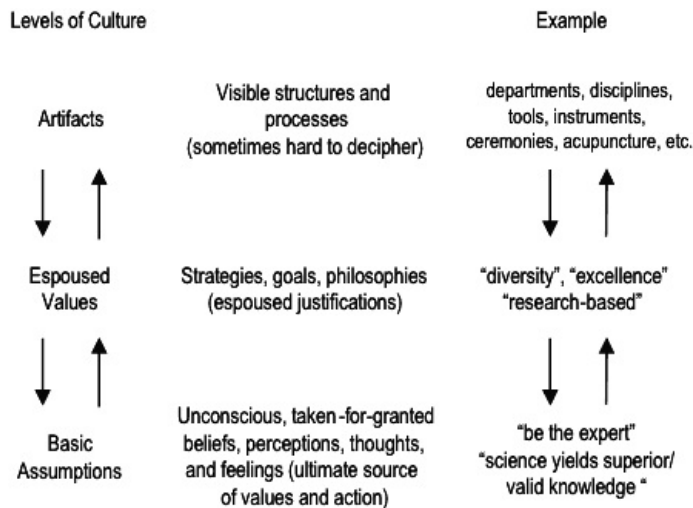 Levels of Culture
Example
Artifacts
Visible structures and
processes
(sometimes hard to decipher)
departments, disciplines,
tools, instruments,
ceremonies, acupuncture, etc.
Espoused
Values
Strategies, goals, philosophies
(espoused justifications)
“diversity”, “excellence”
“research-based”
Basic
Assumptions
Unconscious, taken-for-granted
beliefs, perceptions, thoughts,
and feelings (ultimate source
of values and action)
“be the expert”
“science yields superior/
valid knowledge “